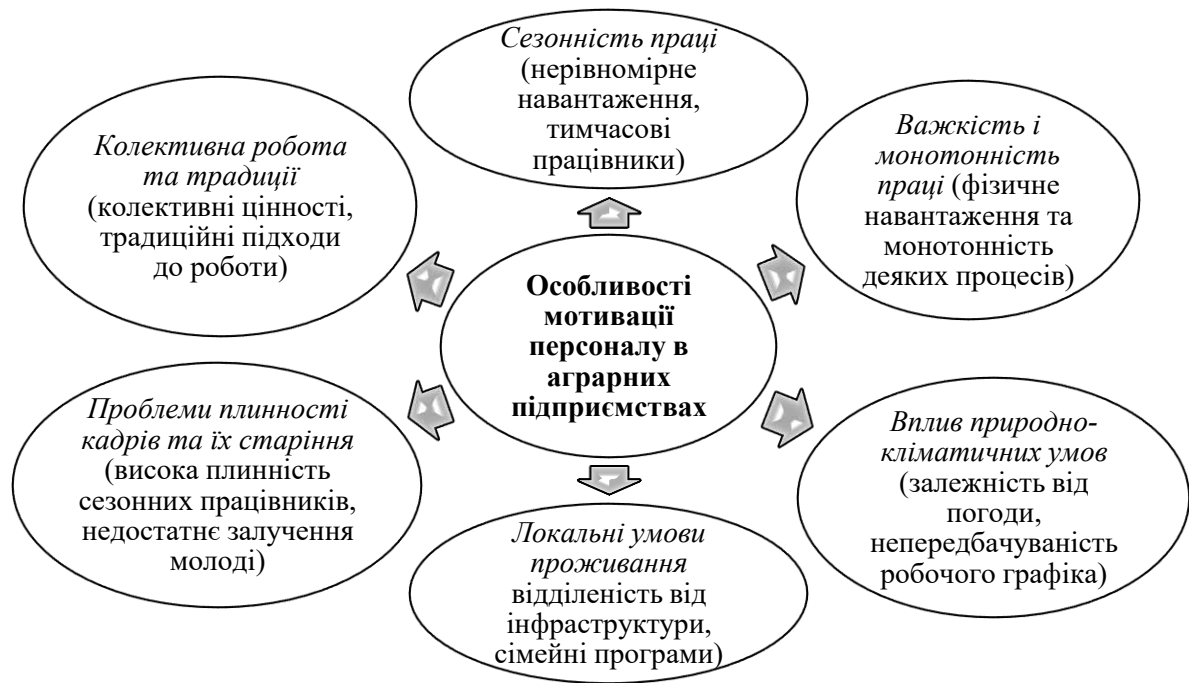 Сезонність праці
(нерівномірне
навантаження,
тимчасові
працівники)
Колективна робота
та традиції
(колективні цінності,
традиційні підходи
до роботи)
Важкість і
монотонність
праці (фізичне
навантаження та
монотонність
деяких процесів)
Особливості
мотивації
персоналу в
аграрних
підприємствах
Проблеми плинності
кадрів та їх старіння
(висока плинність
сезонних працівників,
недостатнє залучення
молоді)
Вплив природно-
кліматичних умов
(залежність від
погоди,
непередбачуваність
робочого графіка)
Локальні умови
проживання
відділеність від
інфраструктури,
сімейні програми)